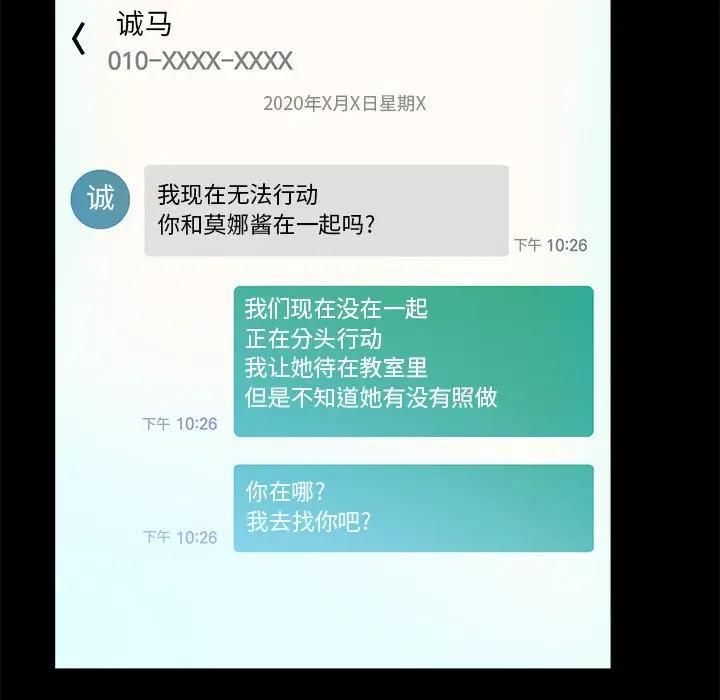 诚马
010-XXXX-XXXX
2020年X月X日星期X
诚
我现在无法行动
你和莫娜酱在一起吗?
下午 10:26
我们现在没在一起
正在分头行动
我让她待在教室里
但是不知道她有没有照做
下午 10:26
你在哪?
我去找你吧?
下午 10:26